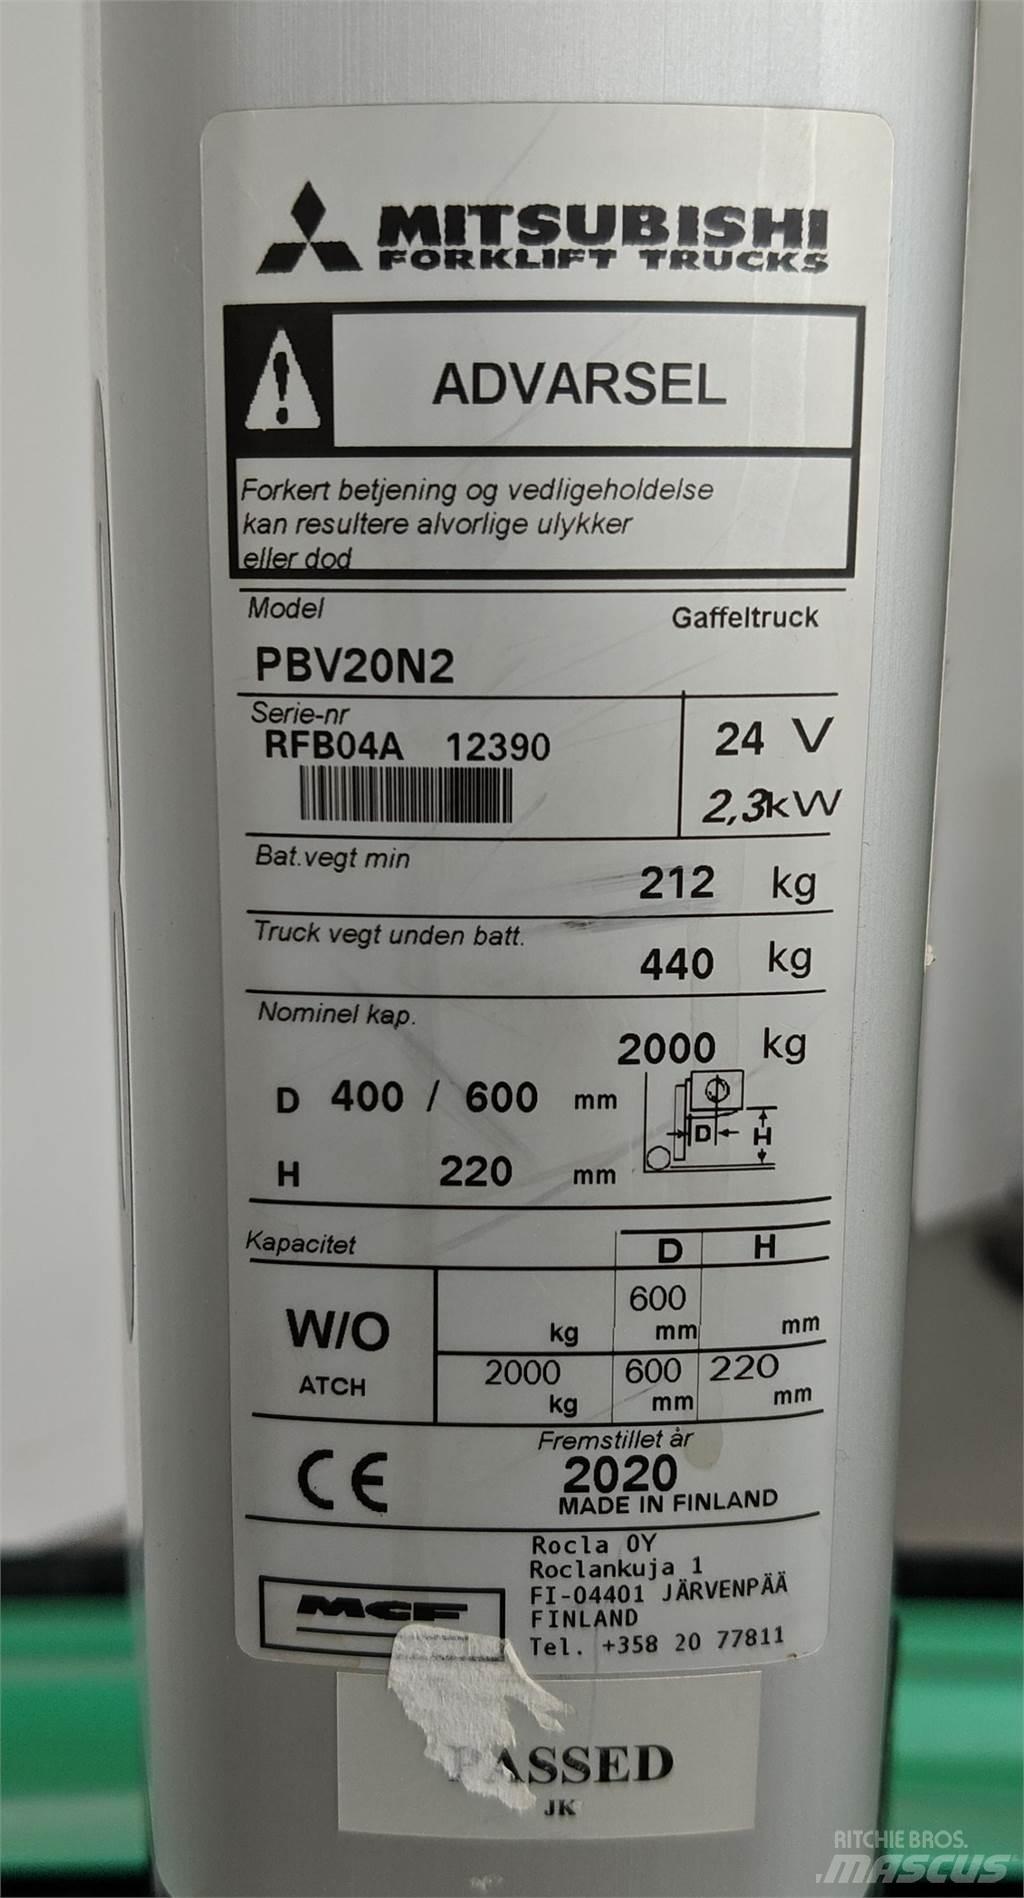 MITSUBISHI
FORKLIFT TRUCKS
ADVARSEL
Forkert betjening og vedligeholdelse
kan resultere alvorlige ulykker
eller dod
Model Gaffeltruck
PBV20N2
Serie-nr
RFB04A 12390
24 V
2,3kW
Bat.vegt min
212 kg
Truck vegt unden batt.
440 kg
Nominel kap.
2000 kg
D 400 / 600 mm
D H
H 220 mm
Kapacitet D H
600
W/O kg mm mm
2000 600 220
ATCH kg mm mm
Fremstillet år
CE 2020
MADE IN FINLAND
Rocla OY
Roclankuja 1
FI-04401 JÄRVENPÄÄ
FINLAND
Tel. +358 20 77811
MCF
PASSED
JK
RITCHIE BROS.
MASCUS